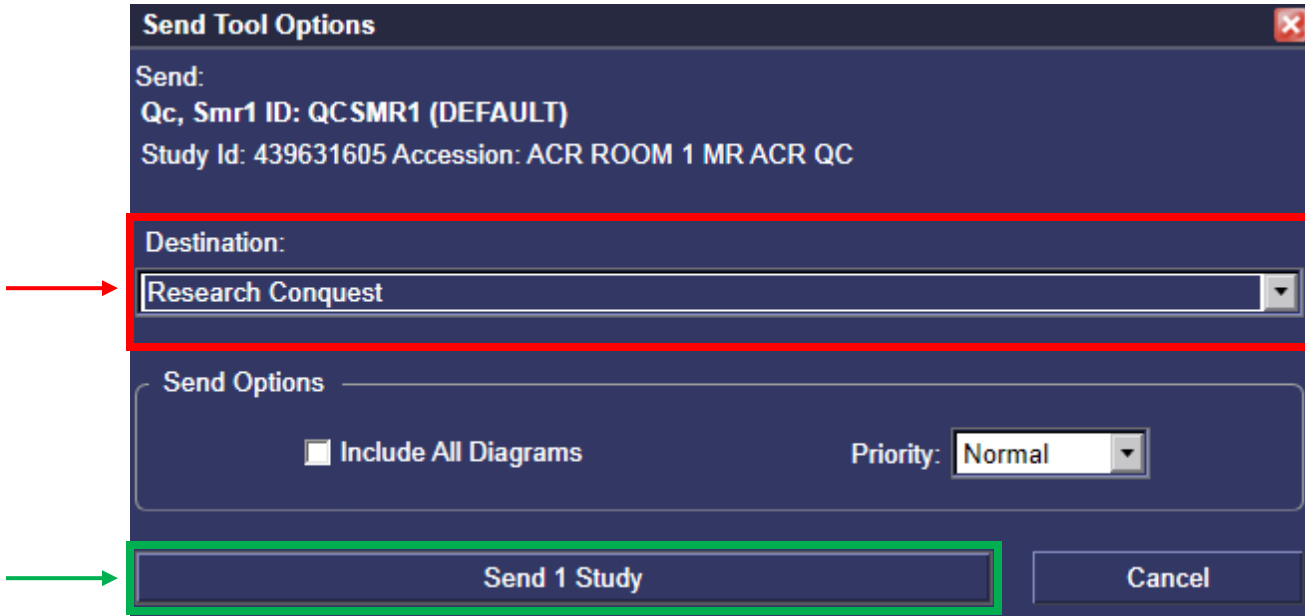 Send Tool Options
Send:
Qc, Smr1 ID: QCSMR1 (DEFAULT)
Study Id: 439631605 Accession: ACR ROOM 1 MR ACR QC
Destination:
Research Conquest
Send Options
Include All Diagrams Priority: Normal
Send 1 Study Cancel